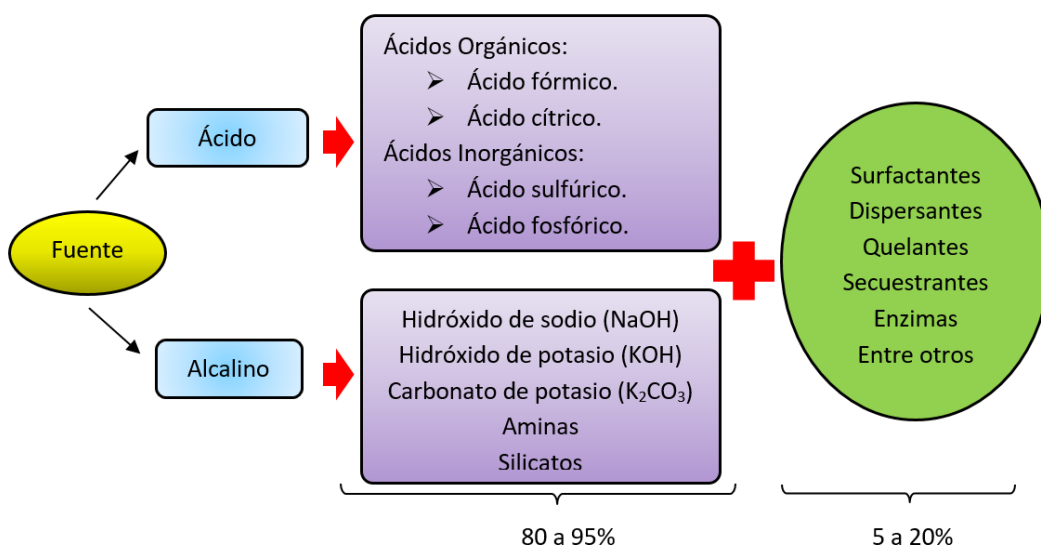 Fuente
Ácido
Ácidos Orgánicos:
➢ Ácido fórmico.
➢ Ácido cítrico.
Ácidos Inorgánicos:
➢ Ácido sulfúrico.
➢ Ácido fosfórico.
Alcalino
Hidróxido de sodio (NaOH)
Hidróxido de potasio (KOH)
Carbonato de potasio (K₂CO₃)
Aminas
Silicatos
80 a 95%
Surfactantes
Dispersantes
Quelantes
Secuestrantes
Enzimas
Entre otros
5 a 20%